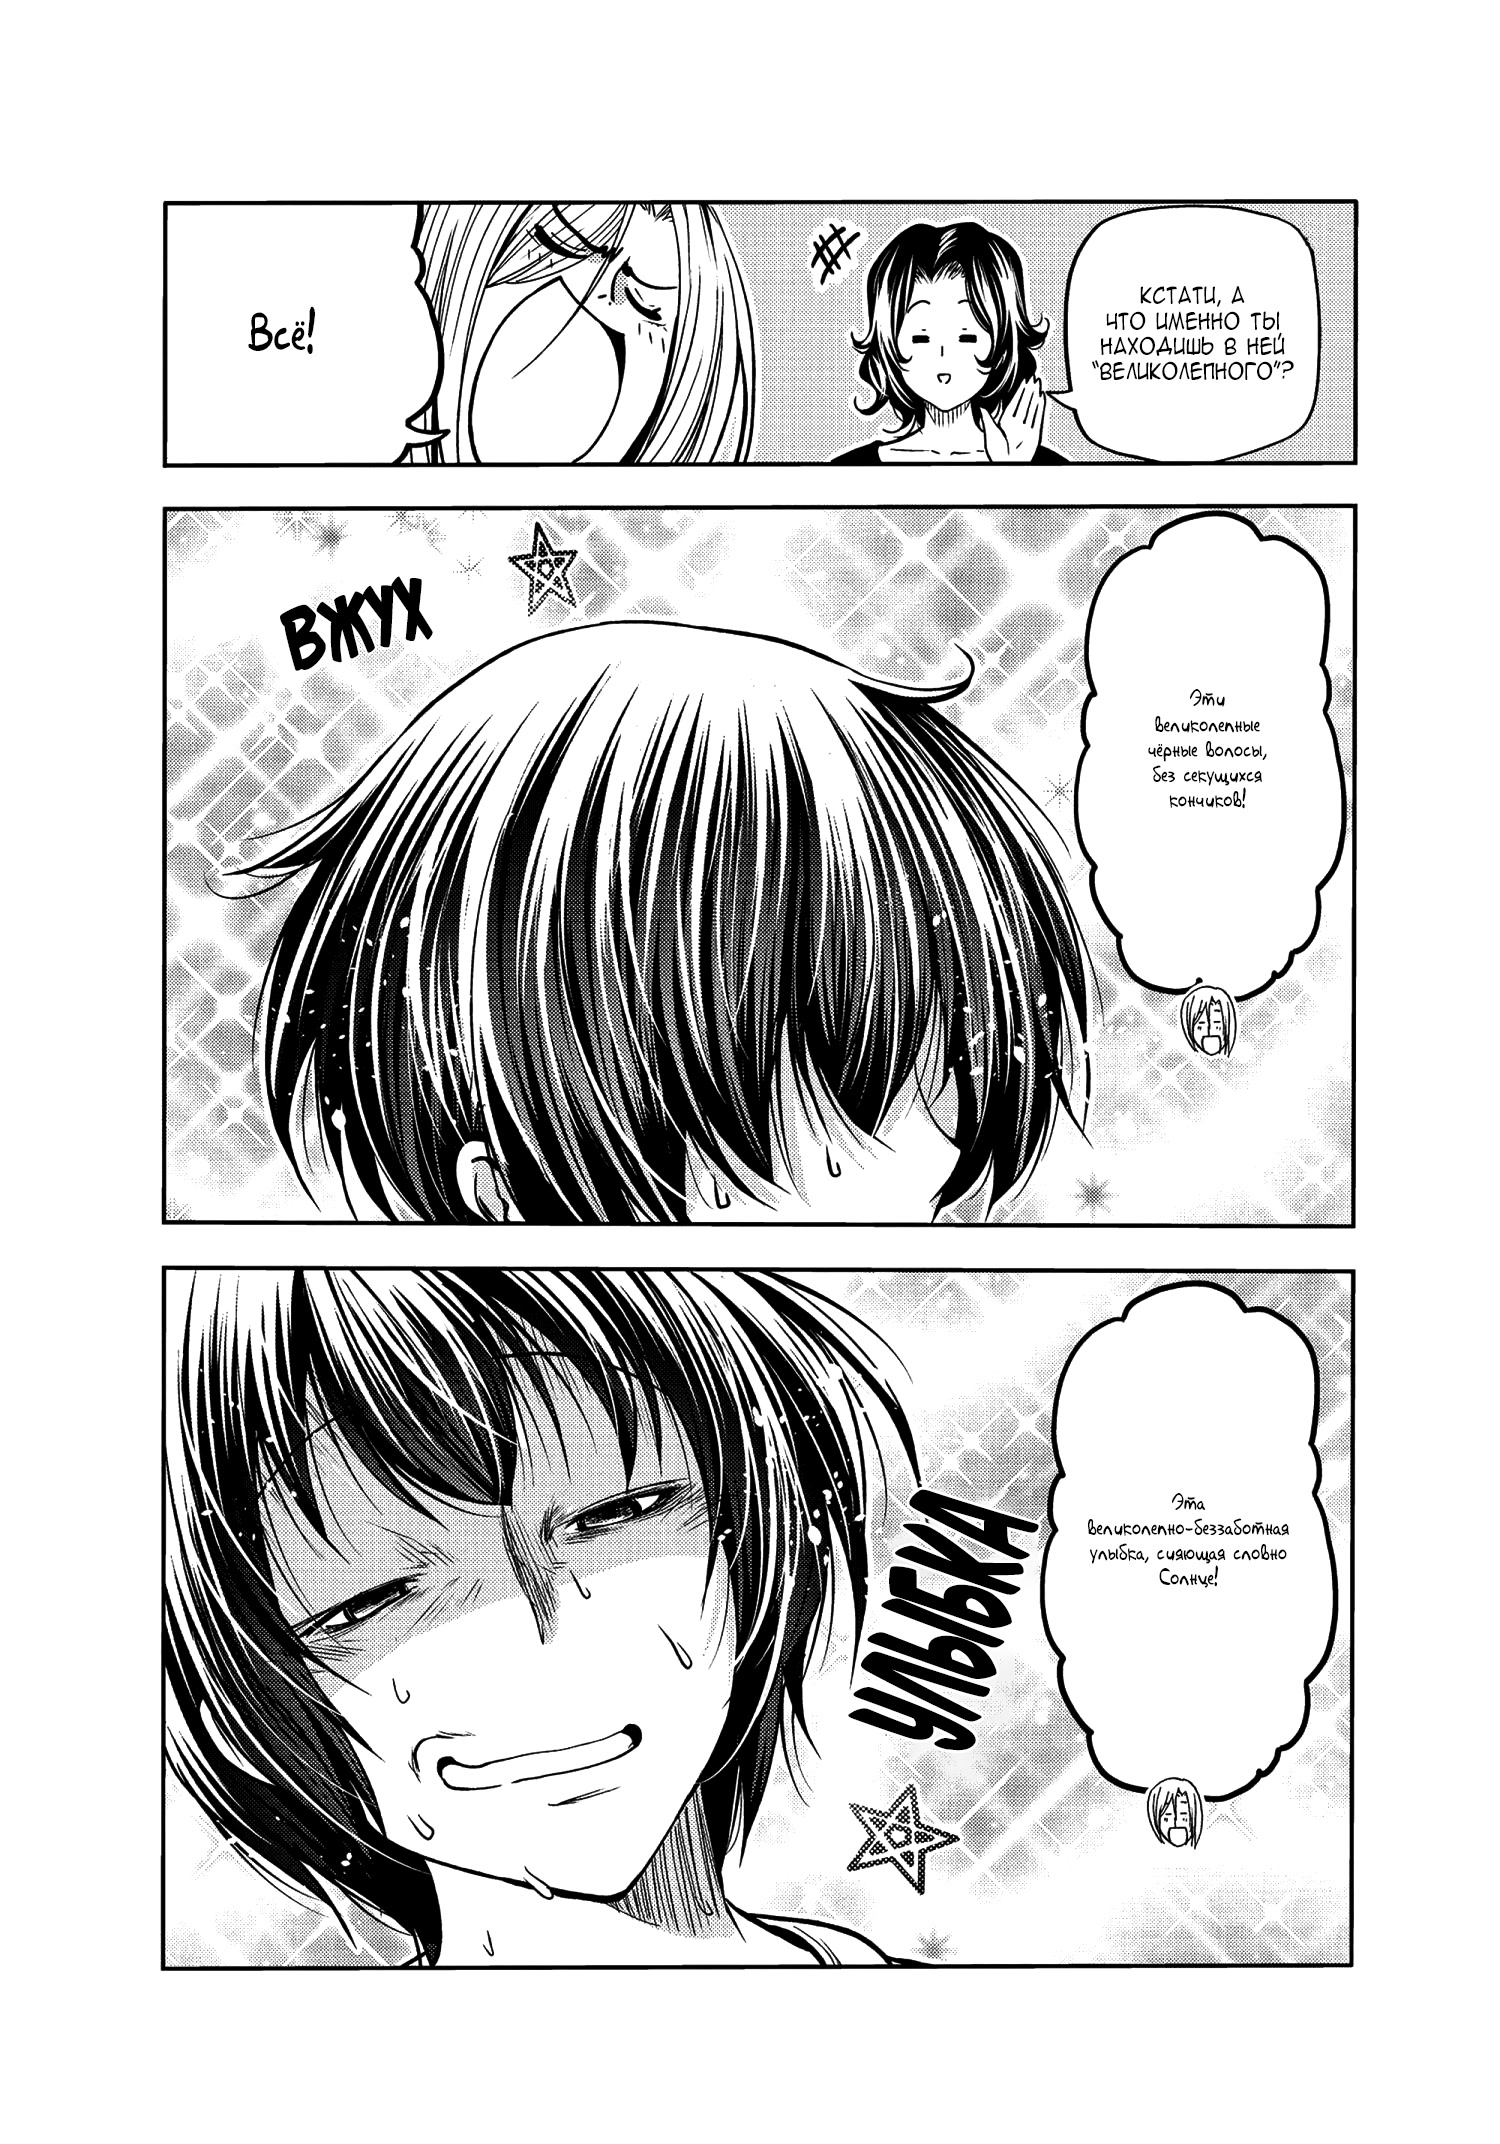 КСТАТИ, А
ЧТО ИМЕННО ТЫ
НАХОДИШЬ В НЕЙ
"ВЕЛИКОЛЕПНОГО"?
Всё!
Эти
великолепные
чёрные волосы,
без секущихся
кончиков!
ВЖУХ
Эта
великолепно-беззаботная
улыбка, сияющая словно
Солнце!
УЛЫБКА